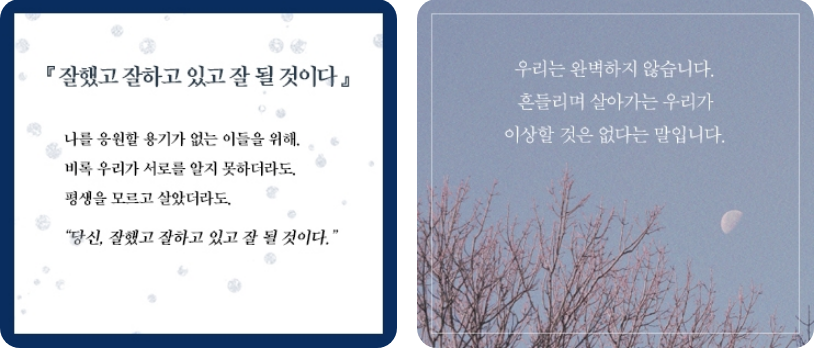 『 잘했고 잘하고 있고 잘 될 것이다 』
나를 응원할 용기가 없는 이들을 위해.
비록 우리가 서로를 알지 못하더라도.
평생을 모르고 살았더라도.
“당신, 잘했고 잘하고 있고 잘 될 것이다.”
우리는 완벽하지 않습니다.
흔들리며 살아가는 우리가
이상할 것은 없다는 말입니다.